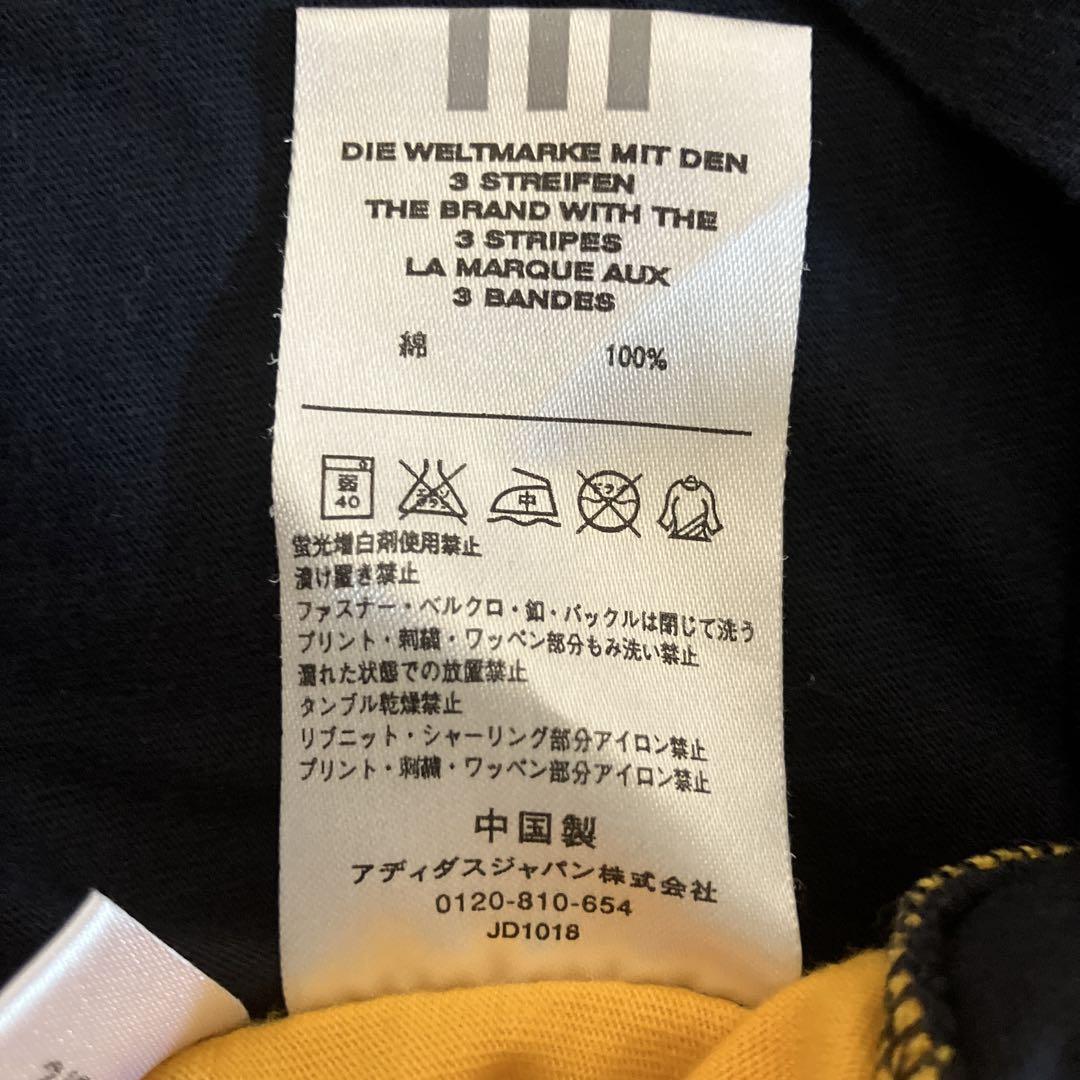 DIE WELTMARKE MIT DEN
3 STREIFEN
THE BRAND WITH THE
3 STRIPES
LA MARQUE AUX
3 BANDES
綿 100%
弱
40
中
蛍光増白剤使用禁止
漬け置き禁止
ファスナー・ベルクロ・釦・バックルは閉じて洗う
プリント・刺繍・ワッペン部分もみ洗い禁止
濡れた状態での放置禁止
タンブル乾燥禁止
リブニット・シャーリング部分アイロン禁止
プリント・刺繍・ワッペン部分アイロン禁止
中国製
アディダスジャパン株式会社
0120-810-654
JD1018